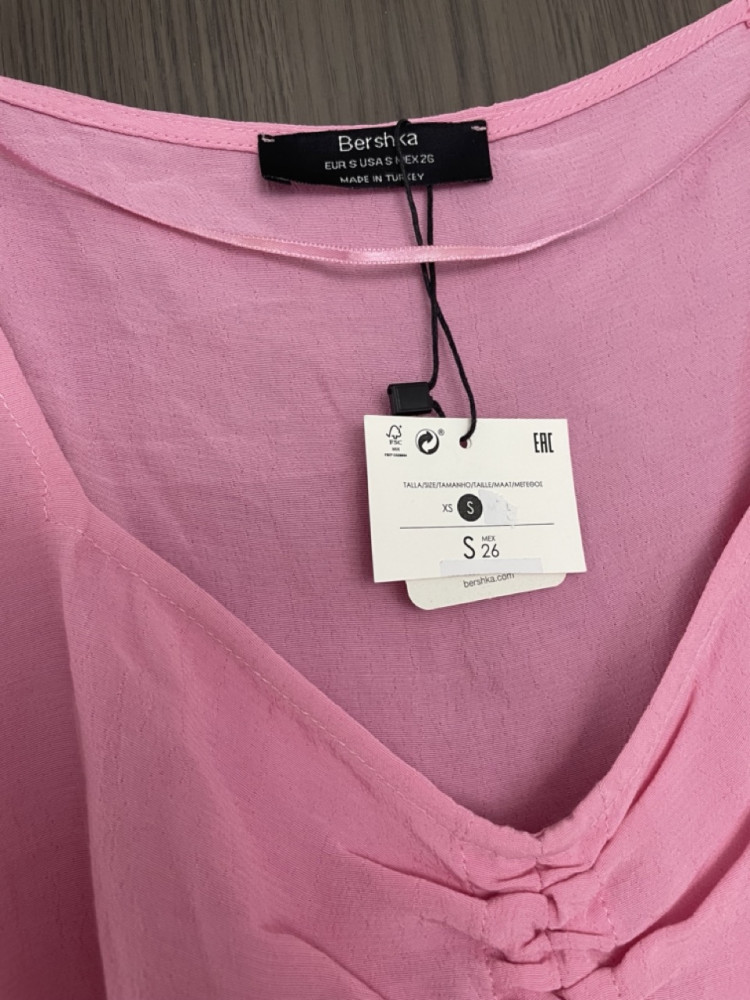 Bershka
EUR S USA S MEX 26
MADE IN TURKEY
FSC
EAC
TALLA/SIZE/TAMANHO/TAILLE/MAAT/ΜΕΓΕΘΟΣ
XS S L
MEX
S 26
bershka.com